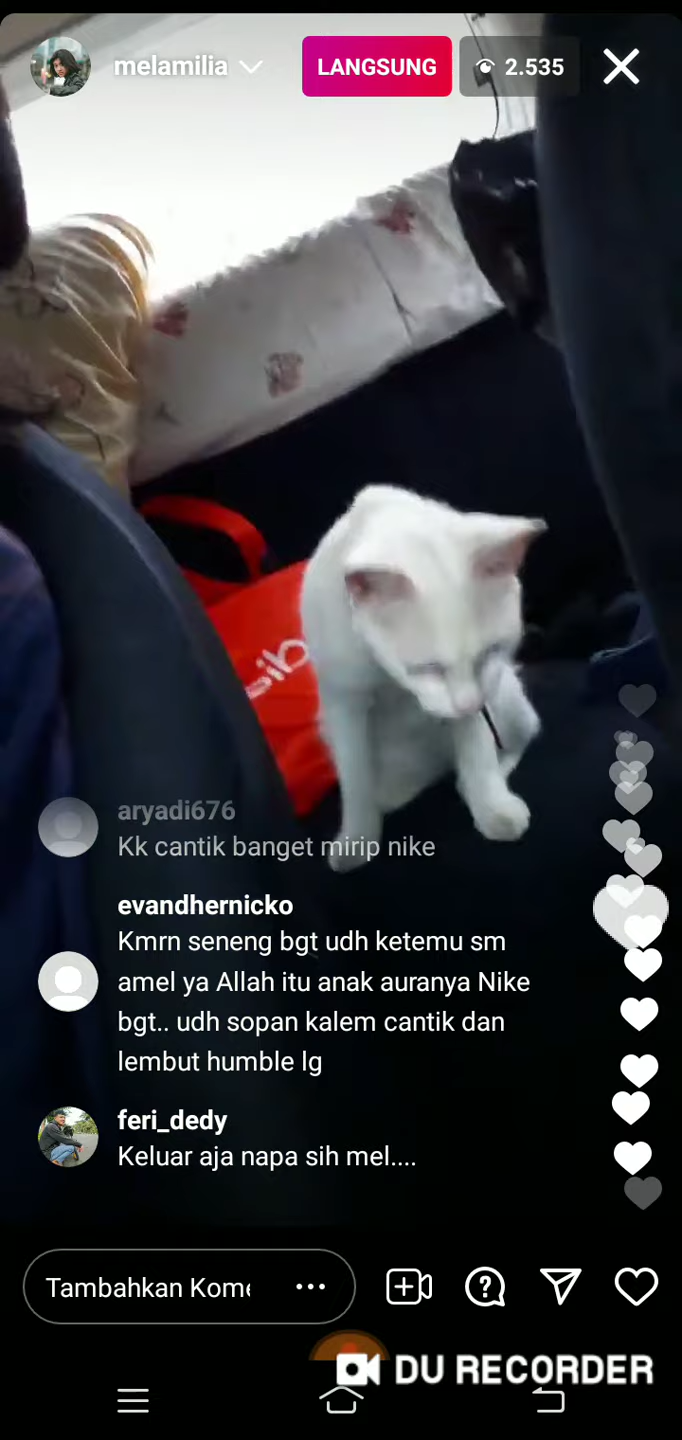 melamilia
LANGSUNG
2.535
aryadi676
Kk cantik banget mirip nike
evandhernicko
Kmrn seneng bgt udh ketemu sm
amel ya Allah itu anak auranya Nike
bgt.. udh sopan kalem cantik dan
lembut humble lg
feri_dedy
Keluar aja napa sih mel....
Tambahkan Kome
DU RECORDER